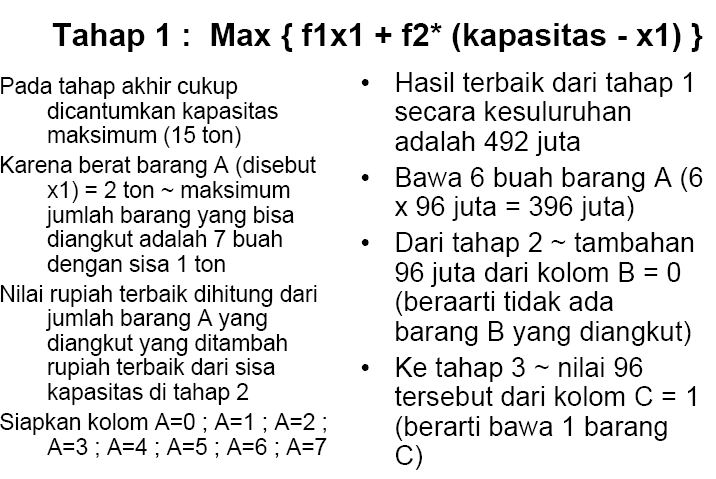 Tahap 1 :  Max { f1x1 + f2* (kapasitas - x1) }
Pada tahap akhir cukup
dicantumkan kapasitas
maksimum (15 ton)
Karena berat barang A (disebut
x1) = 2 ton ~ maksimum
jumlah barang yang bisa
diangkut adalah 7 buah
dengan sisa 1 ton
Nilai rupiah terbaik dihitung dari
jumlah barang A yang
diangkut yang ditambah
rupiah terbaik dari sisa
kapasitas di tahap 2
Siapkan kolom A=0 ; A=1 ; A=2 ;
A=3 ; A=4 ; A=5 ; A=6 ; A=7
• Hasil terbaik dari tahap 1
secara kesuluruhan
adalah 492 juta
• Bawa 6 buah barang A (6
x 96 juta = 396 juta)
• Dari tahap 2 ~ tambahan
96 juta dari kolom B = 0
(beraarti tidak ada
barang B yang diangkut)
• Ke tahap 3 ~ nilai 96
tersebut dari kolom C = 1
(berarti bawa 1 barang
C)